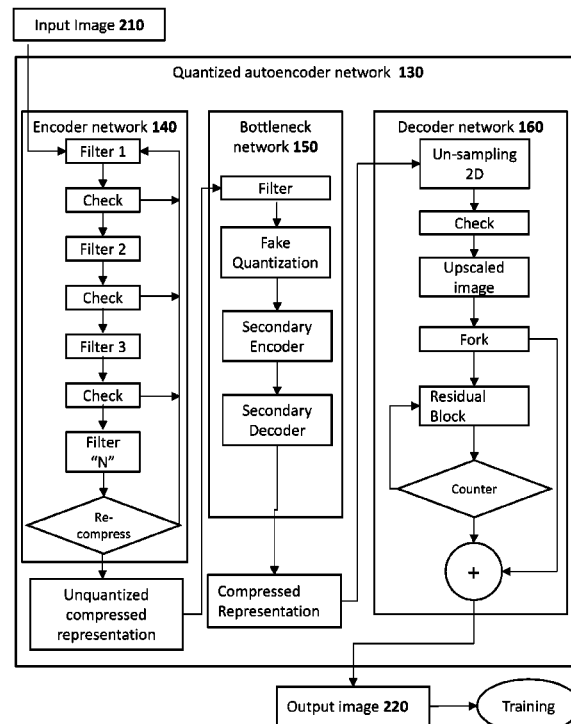 Input Image 210
Quantized autoencoder network 130
Encoder network 140
Filter 1
Check
Filter 2
Check
Filter 3
Check
Filter
“N”
Re-
compress
Unquantized
compressed
representation
Bottleneck
network 150
Filter
Fake
Quantization
Secondary
Encoder
Secondary
Decoder
Compressed
Representation
Decoder network 160
Un-sampling
2D
Check
Upscaled
image
Fork
Residual
Block
Counter
+
Output image 220
Training